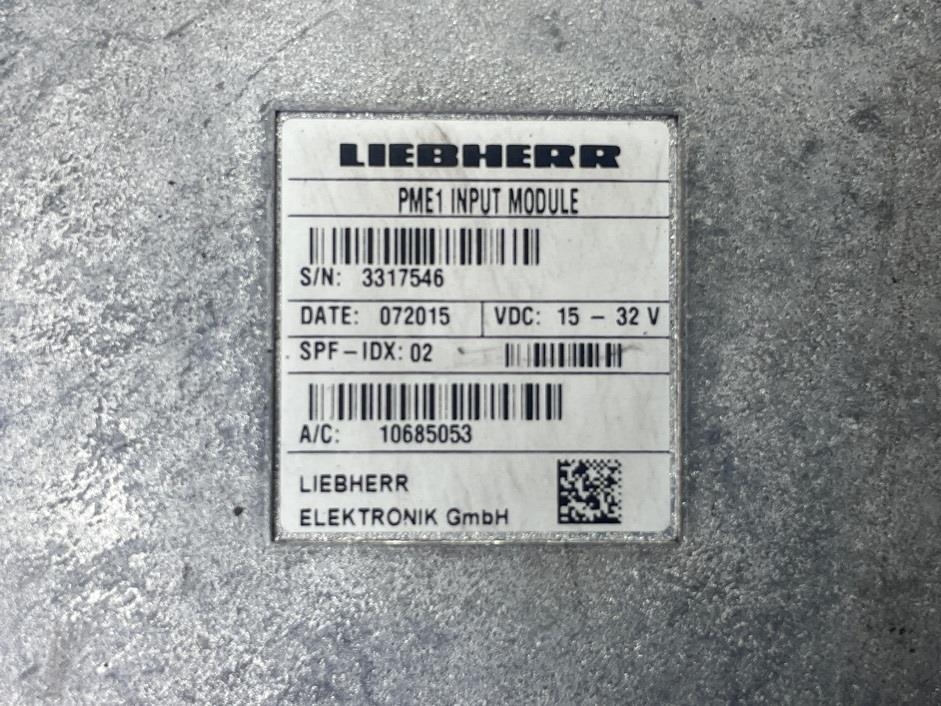 LIEBHERR
PME1 INPUT MODULE
S/N: 3317546
DATE: 072015 VDC: 15 – 32 V
SPF–IDX: 02
A/C: 10685053
LIEBHERR
ELEKTRONIK GmbH